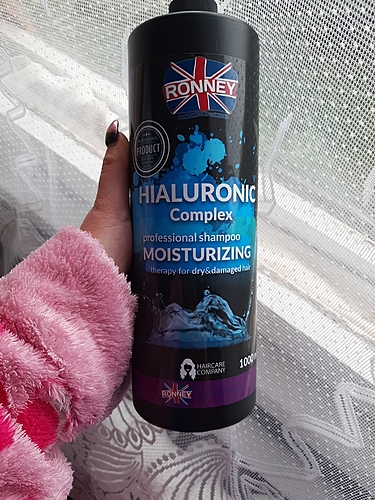 RONNEY
PRODUCT
HIALURONIC
Complex
professional shampoo
MOISTURIZING
therapy for dry&damaged hair
HAIRCARE
COMPANY
1000
RONNEY